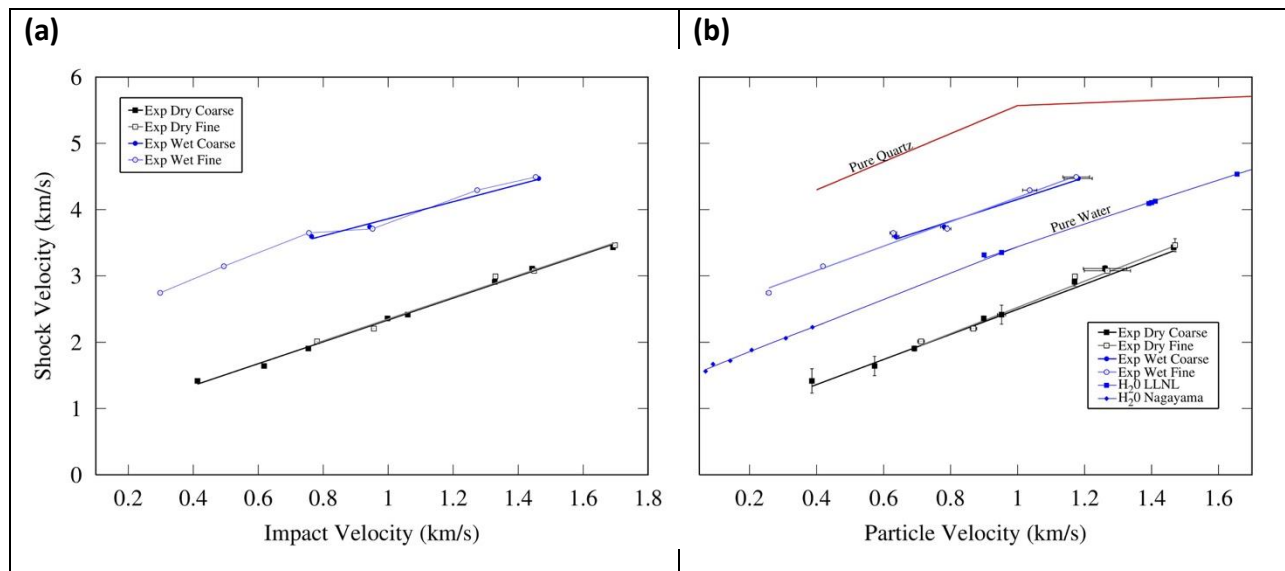 (a)
(b)
6
5
4
3
2
1
0
Shock Velocity (km/s)
Exp Dry Coarse
Exp Dry Fine
Exp Wet Coarse
Exp Wet Fine
0.2 0.4 0.6 0.8 1 1.2 1.4 1.6 1.8
Impact Velocity (km/s)
Pure Quartz
Pure Water
Exp Dry Coarse
Exp Dry Fine
Exp Wet Coarse
Exp Wet Fine
H20 LLNL
H20 Nagayama
0.2 0.4 0.6 0.8 1 1.2 1.4 1.6
Particle Velocity (km/s)